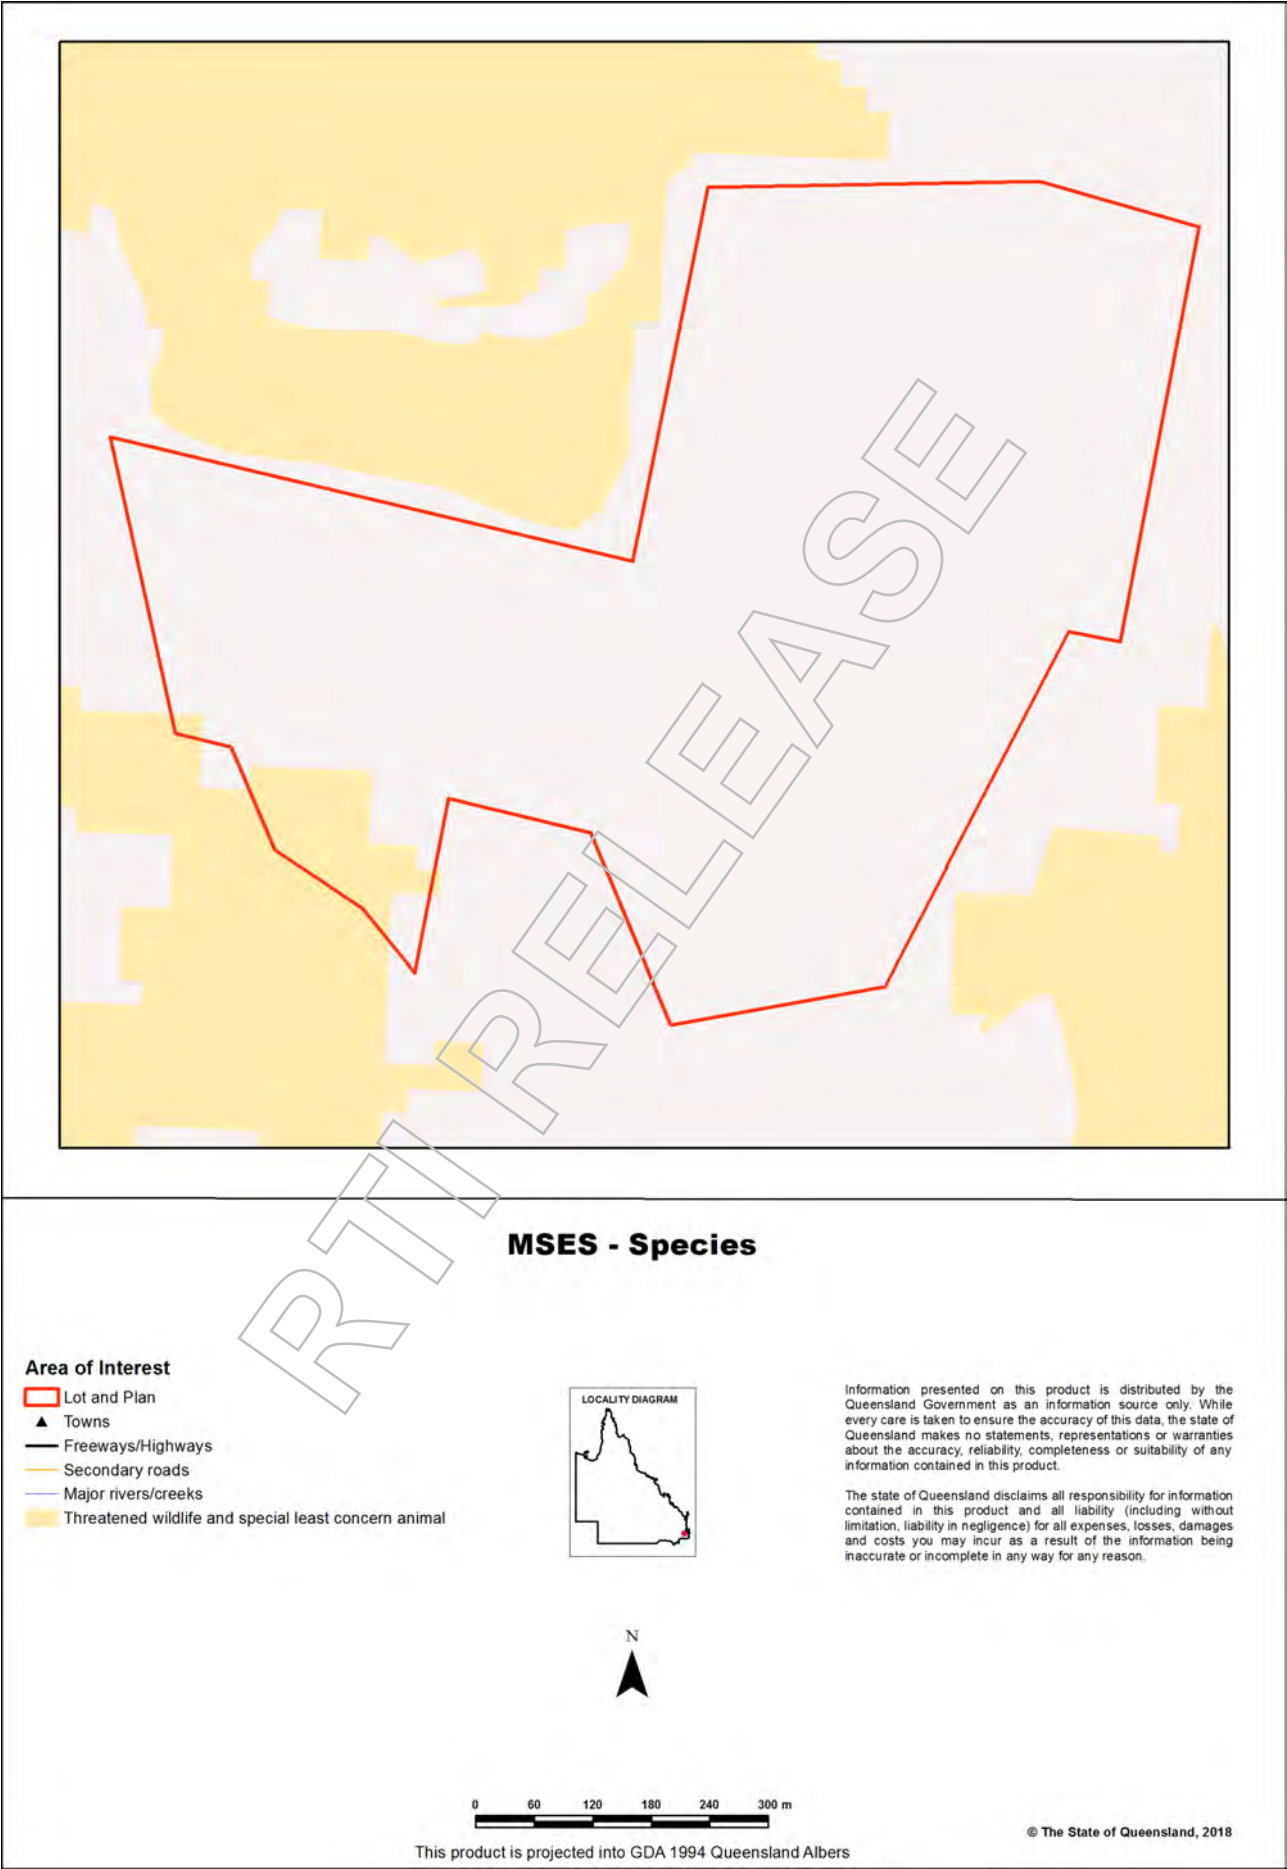 RTI RELEASE
MSES - Species
Area of Interest
Lot and Plan
Towns
Freeways/Highways
Secondary roads
Major rivers/creeks
Threatened wildlife and special least concern animal
LOCALITY DIAGRAM
Information presented on this product is distributed by the
Queensland Government as an information source only. While
every care is taken to ensure the accuracy of this data, the state of
Queensland makes no statements, representations or warranties
about the accuracy, reliability, completeness or suitability of any
information contained in this product.
The state of Queensland disclaims all responsibility for information
contained in this product and all liability (including without
limitation, liability in negligence) for all expenses, losses, damages
and costs you may incur as a result of the information being
inaccurate or incomplete in any way for any reason.
N
0 60 120 180 240 300 m
This product is projected into GDA 1994 Queensland Albers
© The State of Queensland, 2018